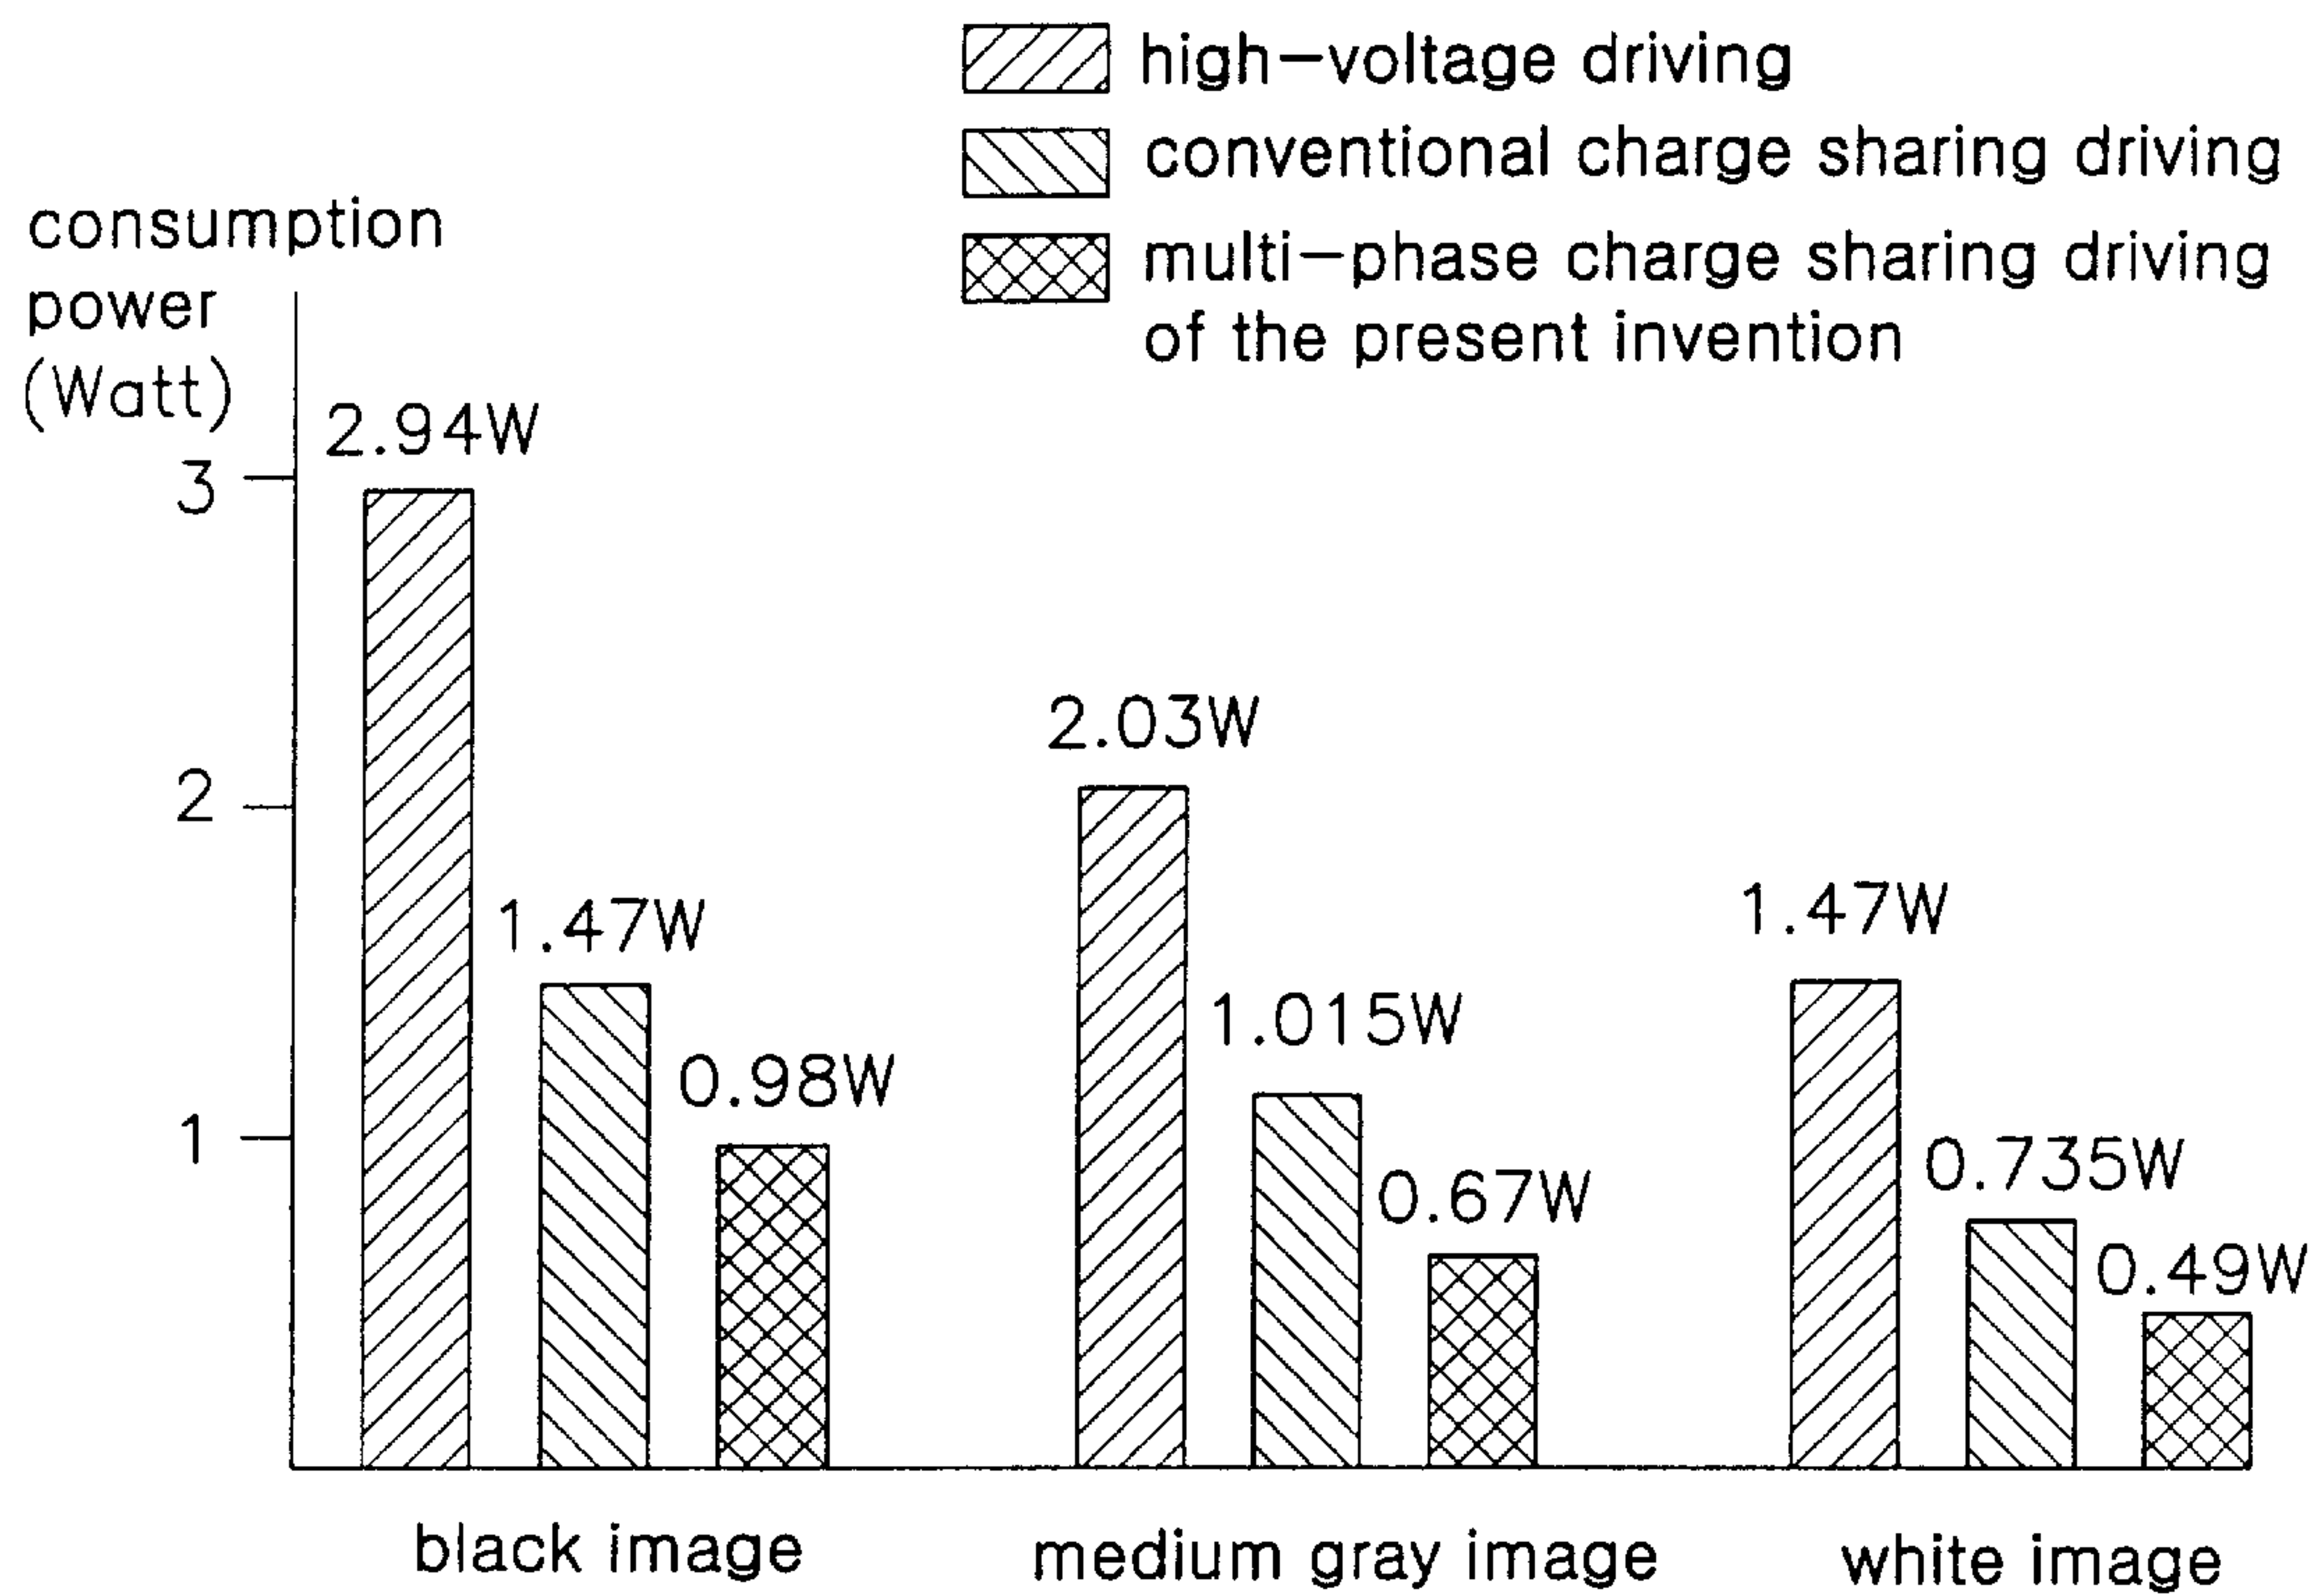 high-voltage driving
conventional charge sharing driving
multi-phase charge sharing driving
of the present invention
consumption
power
(Watt)
3
2
1
2.94W
1.47W
0.98W
2.03W
1.015W
0.67W
1.47W
0.735W
0.49W
black image
medium gray image
white image